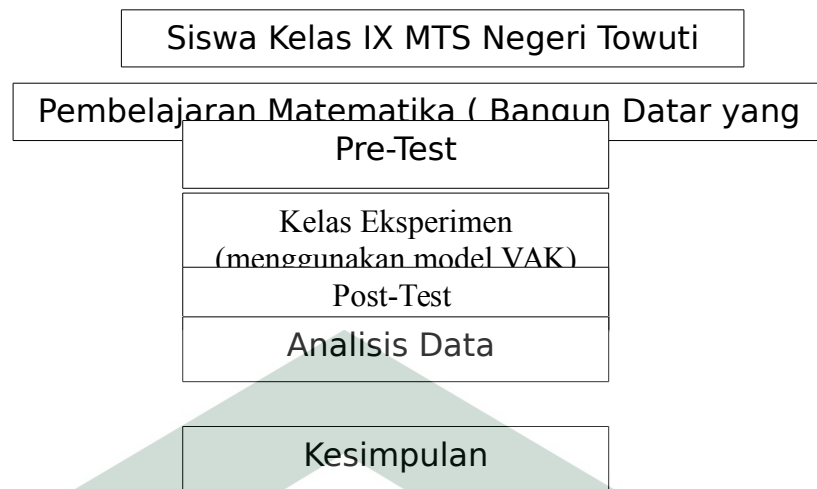 Siswa Kelas IX MTS Negeri Towuti
Pembelajaran Matematika ( Bangun Datar yang
Pre-Test
Kelas Eksperimen
(menggunakan model VAK)
Post-Test
Analisis Data
Kesimpulan